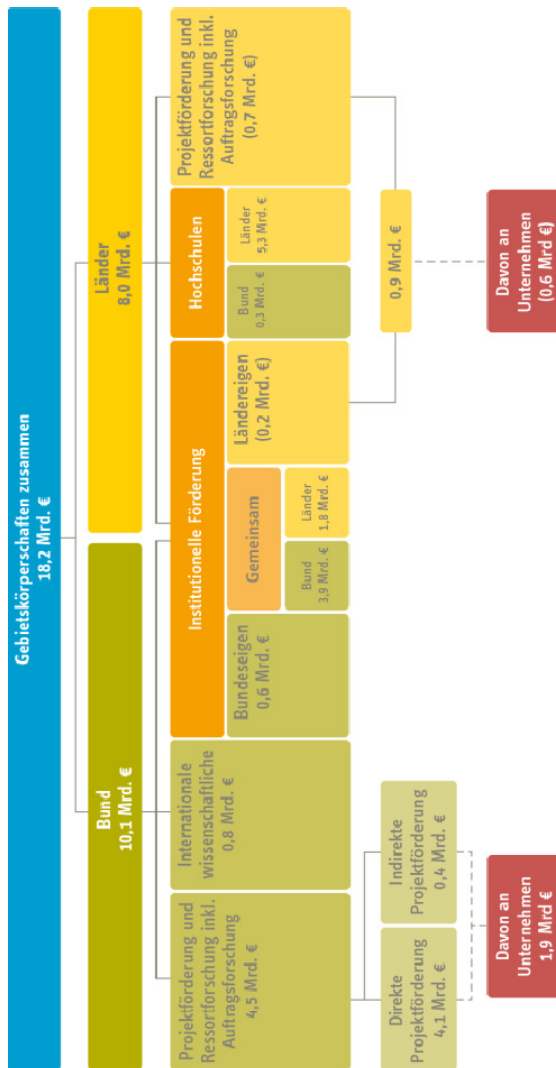 Gebietskörperschaften zusammen
18,2 Mrd. €
Bund
10,1 Mrd. €
Länder
8,0 Mrd. €
Projektförderung und
Ressortforschung inkl.
Auftragsforschung
4,5 Mrd. €
Internationale
wissenschaftliche
0,8 Mrd. €
Institutionelle Förderung
Hochschulen
Projektförderung und
Ressortforschung inkl.
Auftragsforschung
(0,7 Mrd. €)
Bundeseigen
0,6 Mrd. €
Gemeinsam
Bund
3,9 Mrd. €
Länder
1,8 Mrd. €
Ländereigen
(0,2 Mrd. €)
Bund
0,3 Mrd. €
Länder
5,3 Mrd. €
Direkte
Projektförderung
4,1 Mrd. €
Indirekte
Projektförderung
0,4 Mrd. €
0,9 Mrd. €
Davon an
Unternehmen
1,9 Mrd €
Davon an
Unternehmen
(0,6 Mrd €)